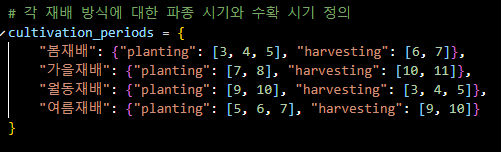 # 각 재배 방식에 대한 파종 시기와 수확 시기 정의
cultivation_periods = {
"봄재배": {"planting": [3, 4, 5], "harvesting": [6, 7]},
"가을재배": {"planting": [7, 8], "harvesting": [10, 11]},
"월동재배": {"planting": [9, 10], "harvesting": [3, 4, 5]},
"여름재배": {"planting": [5, 6, 7], "harvesting": [9, 10]}
}